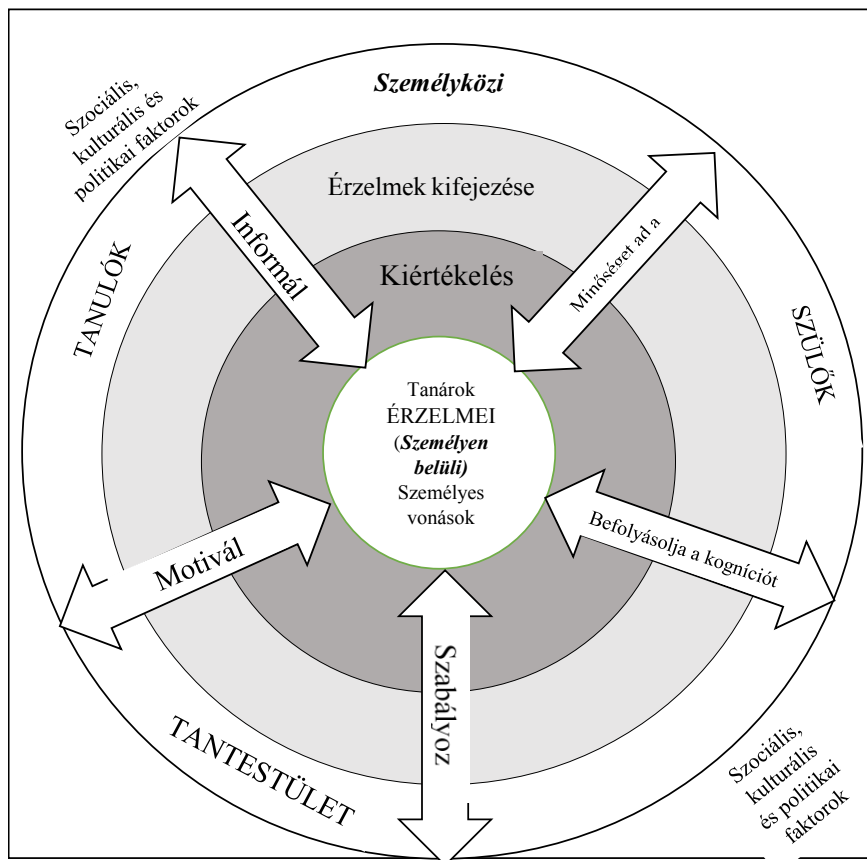 Személyközi
Szociális,
kulturális és
politikai faktorok
Érzelmek kifejezése
Kiértékelés
Informál
Minőséget ad a
TANULÓK
SZÜLŐK
Tanárok
ÉRZELMEI
(Személyen
belüli)
Személyes
vonások
Motivál
Befolyásolja a kogníciót
Szabályoz
TANTESTÜLET
Szociális,
kulturális
és politikai
faktorok